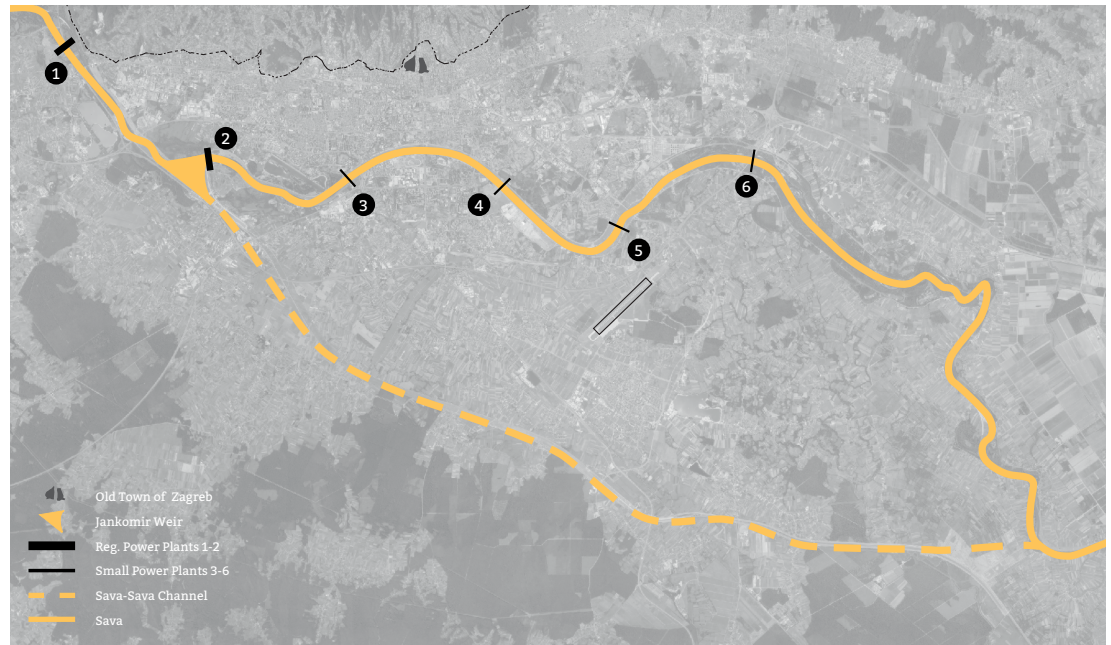 1
2
3
4
5
6
Old Town of Zagreb
Jankomir Weir
Reg. Power Plants 1-2
Small Power Plants 3-6
Sava-Sava Channel
Sava